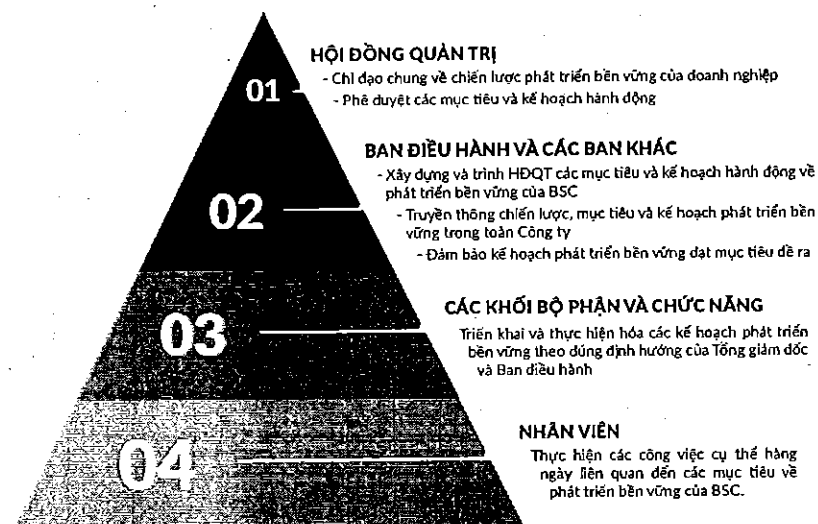 HỘI ĐỒNG QUẢN TRỊ
- Chỉ đạo chung về chiến lược phát triển bền vững của doanh nghiệp
01
- Phê duyệt các mục tiêu và kế hoạch hành động
BAN ĐIỀU HÀNH VÀ CÁC BAN KHÁC
- Xây dựng và trình HĐQT các mục tiêu và kế hoạch hành động về
phát triển bền vững của BSC
02
- Truyền thông chiến lược, mục tiêu và kế hoạch phát triển bền
vững trong toàn Công ty
- Đảm bảo kế hoạch phát triển bền vững đạt mục tiêu đề ra
CÁC KHỐI BỘ PHẬN VÀ CHỨC NĂNG
03
Triển khai và thực hiện hóa các kế hoạch phát triển
bền vững theo đúng định hướng của Tổng giám đốc
và Ban điều hành
NHÂN VIÊN
04
Thực hiện các công việc cụ thể hàng
ngày liên quan đến các mục tiêu về
phát triển bền vững của BSC.